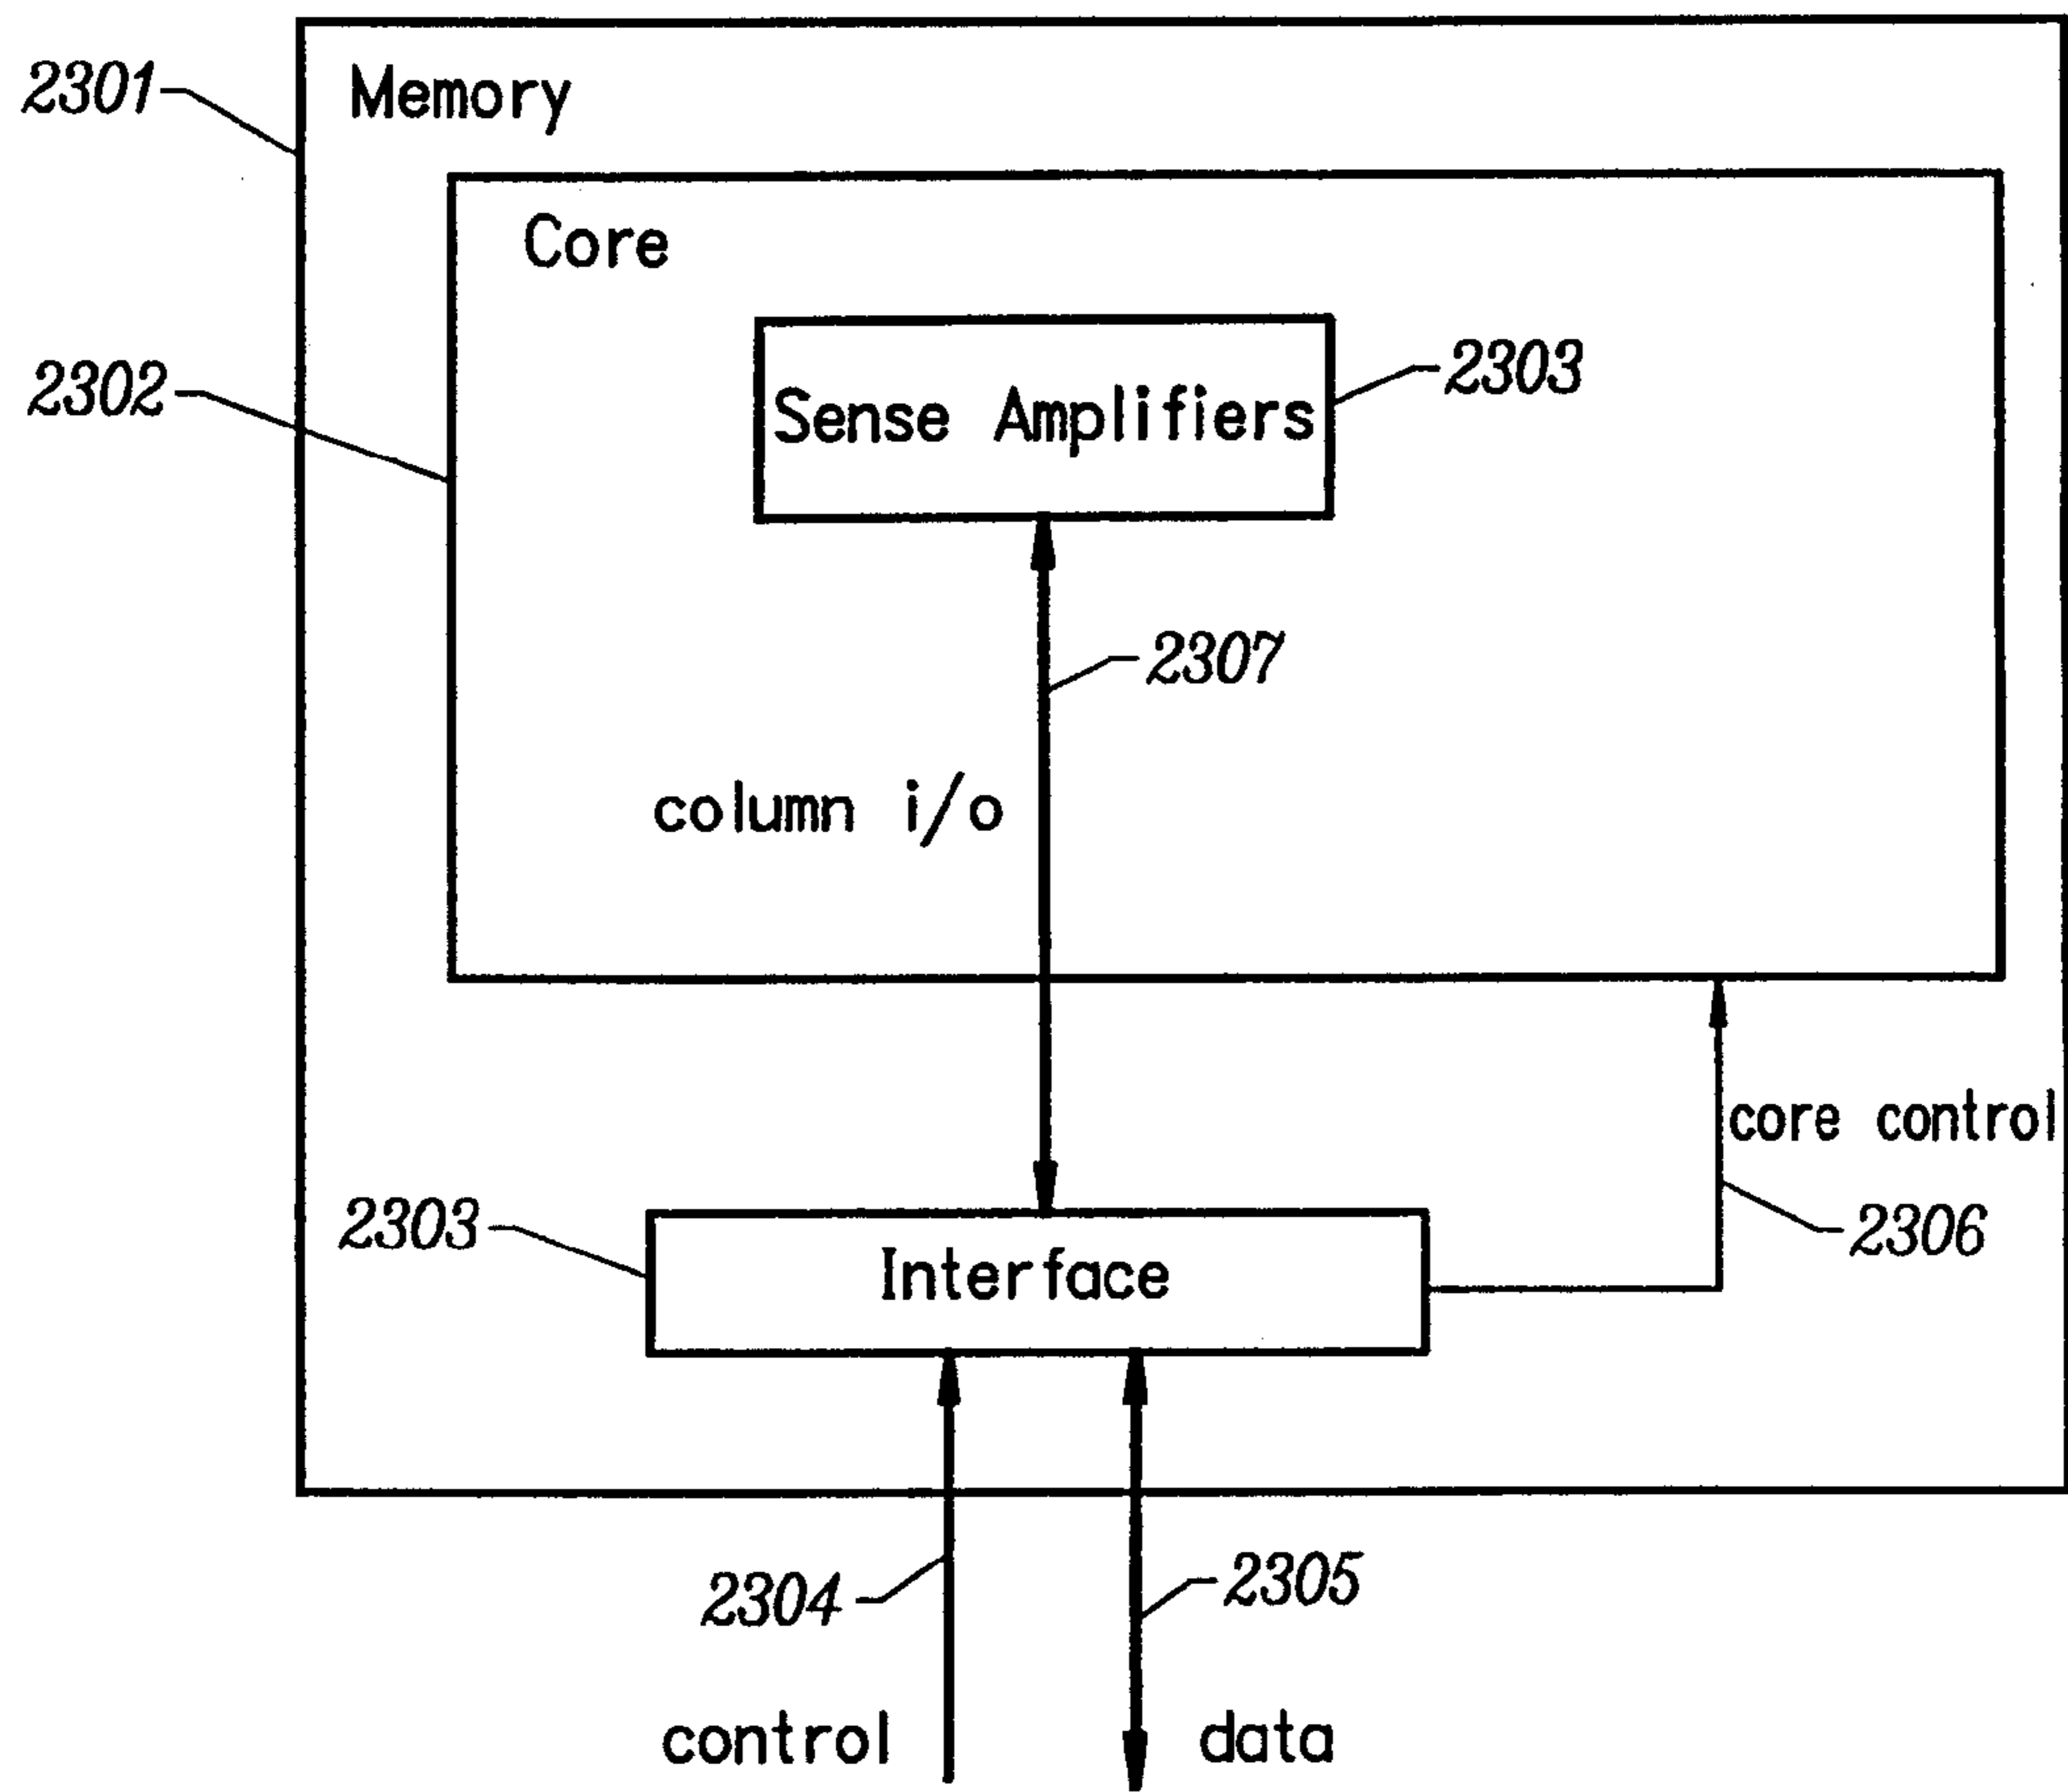 2301
Memory
Core
2302
2303
Sense Amplifiers
2307
column i/o
core control
2303
Interface
2306
2304
2305
control
data